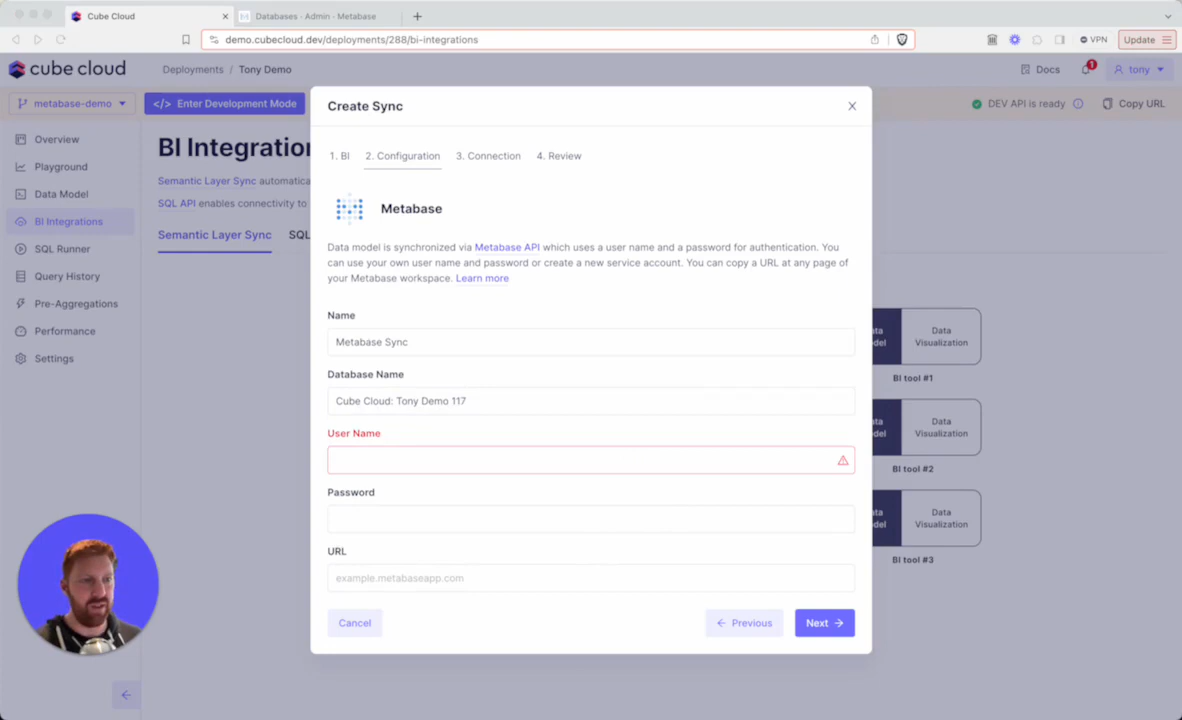 Cube Cloud
Databases · Admin · Metabase
demo.cubecloud.dev/deployments/288/bi-integrations
VPN
Update
cube cloud
Deployments / Tony Demo
Docs
1
tony
metabase-demo
</> Enter Development Mode
DEV API is ready
Copy URL
Overview
Playground
Data Model
BI Integrations
SQL Runner
Query History
Pre-Aggregations
Performance
Settings
BI Integration
Semantic Layer Sync automatica
SQL API enables connectivity to
Semantic Layer Sync
SQL
Create Sync
1. BI
2. Configuration
3. Connection
4. Review
Metabase
Data model is synchronized via Metabase API which uses a user name and a password for authentication. You
can use your own user name and password or create a new service account. You can copy a URL at any page of
your Metabase workspace. Learn more
Name
Metabase Sync
Database Name
Cube Cloud: Tony Demo 117
User Name
Password
URL
example.metabaseapp.com
Cancel
Previous
Next
ata
del
Data
Visualization
BI tool #1
ata
del
Data
Visualization
BI tool #2
ata
del
Data
Visualization
BI tool #3